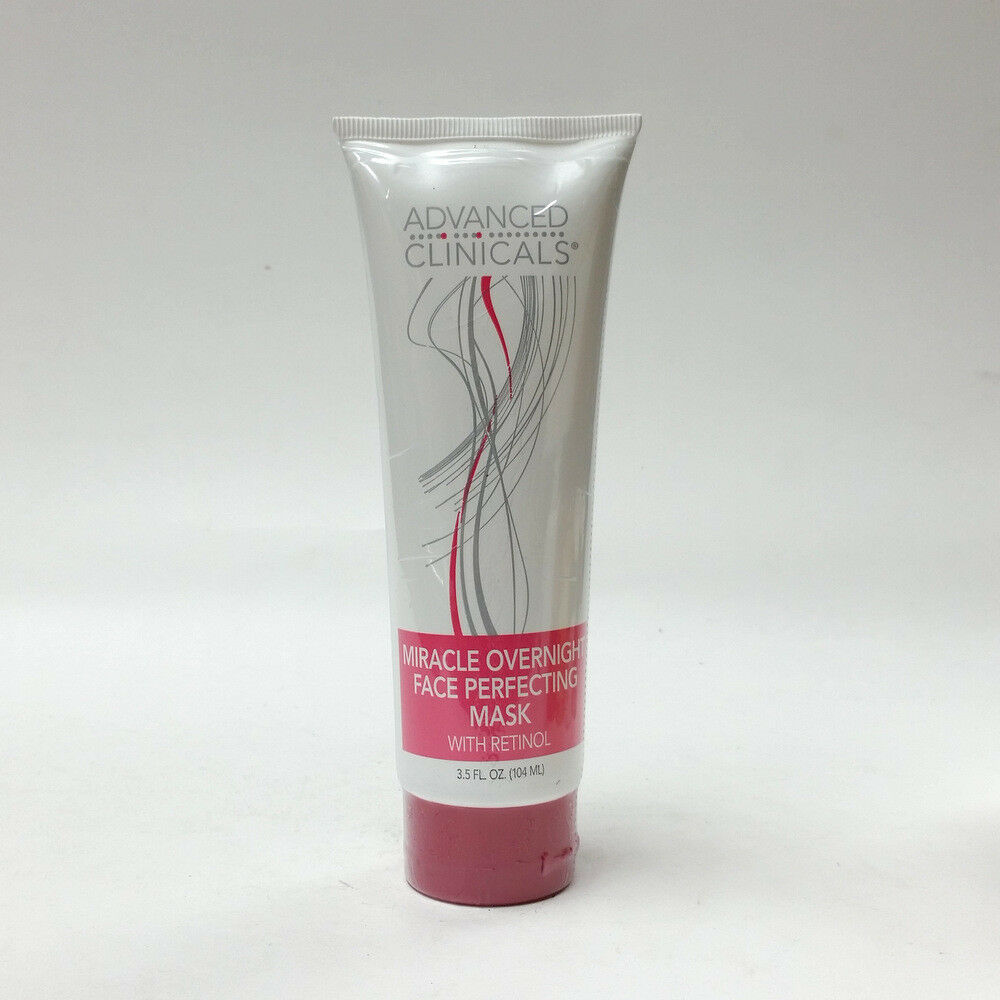 ADVANCED
CLINICALS®
MIRACLE OVERNIGHT
FACE PERFECTING
MASK
WITH RETINOL
3.5 FL. OZ. (104 ML)